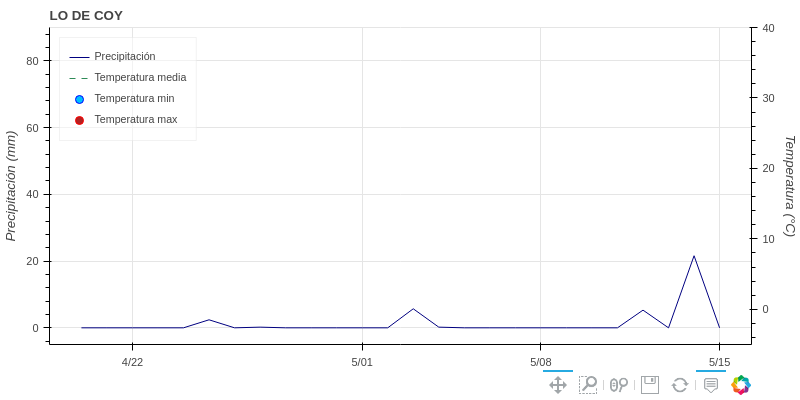 LO DE COY
Precipitación
Temperatura media
Temperatura min
Temperatura max
Precipitación (mm)
80
60
40
20
0
Temperatura (°C)
40
30
20
10
0
4/22
5/01
5/08
5/15